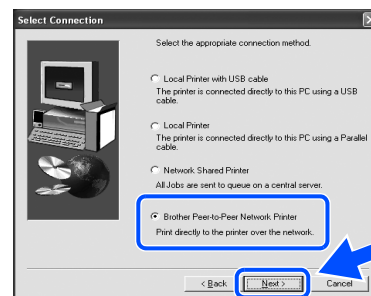 Select Connection
Select the appropriate connection method.
Local Printer with USB cable
The printer is connected directly to this PC using a USB
cable.
Local Printer
The printer is connected directly to this PC using a Parallel
cable.
Network Shared Printer
All Jobs are sent to queue on a central server.
Brother Peer-to-Peer Network Printer
Print directly to the printer over the network.
< Back
Next >
Cancel